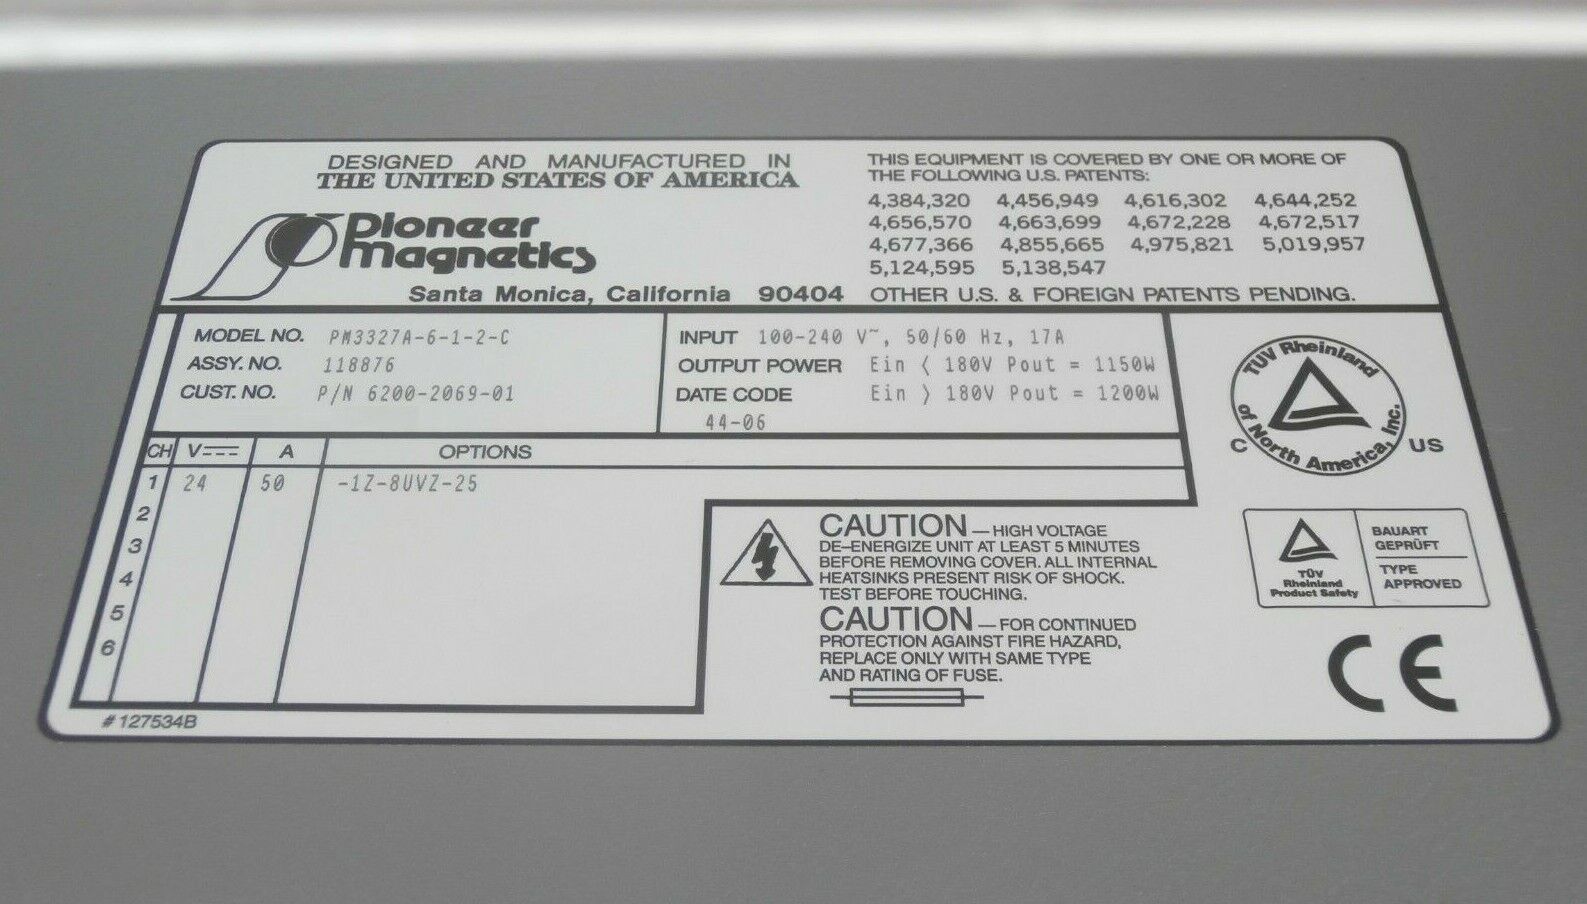 DESIGNED AND MANUFACTURED IN
THE UNITED STATES OF AMERICA
Pioneer
Magnetics
Santa Monica, California 90404
THIS EQUIPMENT IS COVERED BY ONE OR MORE OF
THE FOLLOWING U.S. PATENTS:
4,384,320 4,456,949 4,616,302 4,644,252
4,656,570 4,663,699 4,672,228 4,672,517
4,677,366 4,855,665 4,975,821 5,019,957
5,124,595 5,138,547
OTHER U.S. & FOREIGN PATENTS PENDING.
MODEL NO. PM3327A-6-1-2-C
ASSY. NO. 118876
CUST. NO. P/N 6200-2069-01
INPUT 100-240 V~, 50/60 Hz, 17A
OUTPUT POWER Ein < 180V Pout = 1150W
DATE CODE Ein > 180V Pout = 1200W
44-06
TÜV Rheinland
of North America, Inc.
C US
CH V A OPTIONS
1 24 50 -1Z-8UVZ-25
2
3
4
5
6
CAUTION — HIGH VOLTAGE
DE-ENERGIZE UNIT AT LEAST 5 MINUTES
BEFORE REMOVING COVER. ALL INTERNAL
HEATSINKS PRESENT RISK OF SHOCK.
TEST BEFORE TOUCHING.
CAUTION — FOR CONTINUED
PROTECTION AGAINST FIRE HAZARD,
REPLACE ONLY WITH SAME TYPE
AND RATING OF FUSE.
TÜV
Rheinland
Product Safety
BAUART
GEPRÜFT
TYPE
APPROVED
CE
#127534B